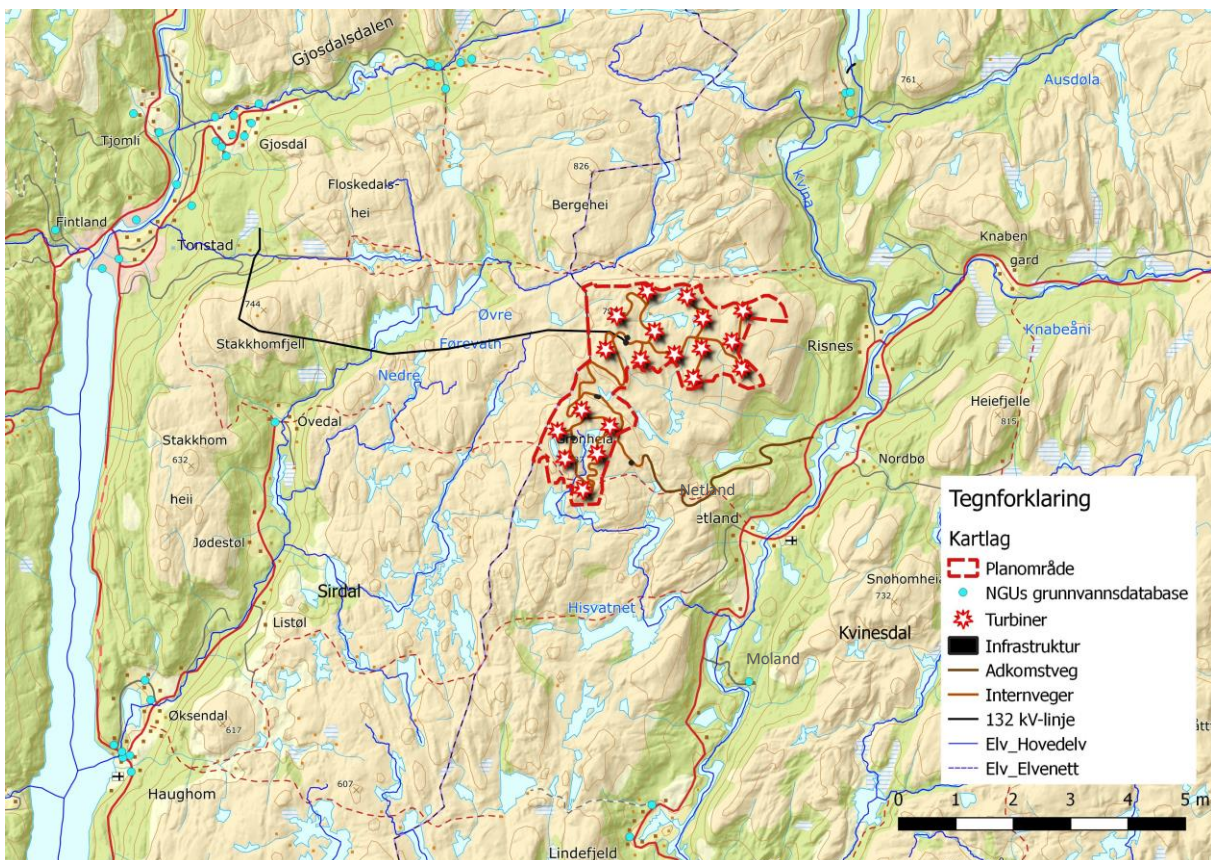 Gjosdalsdalen
761
Ausdøla
Tjomli
Gjosdal
826
Floskedals-
hei
Bergehei
Kvina
Fintland
Tonstad
Knaben
gard
744
Øvre
Stakkhomfjell
Førevatn
Risnes
Knabeåni
Nedre
Heiefjelle
815
Ovedal
Stakkhom
632
heii
Grønheia
Nordbø
Netland
etland
Jødestøl
Snøhomheia
732
Sirdal
Hisvatnet
Listøl
Kvinesdal
Moland
Øksendal
617
607
Haughom
Lindefjeld
Tegnforklaring
Kartlag
Planområde
NGUs grunnvannsdatabase
Turbiner
Infrastruktur
Adkomstveg
Internveger
132 kV-linje
Elv_Hovedelv
Elv_Elvenett
0 1 2 3 4 5 m